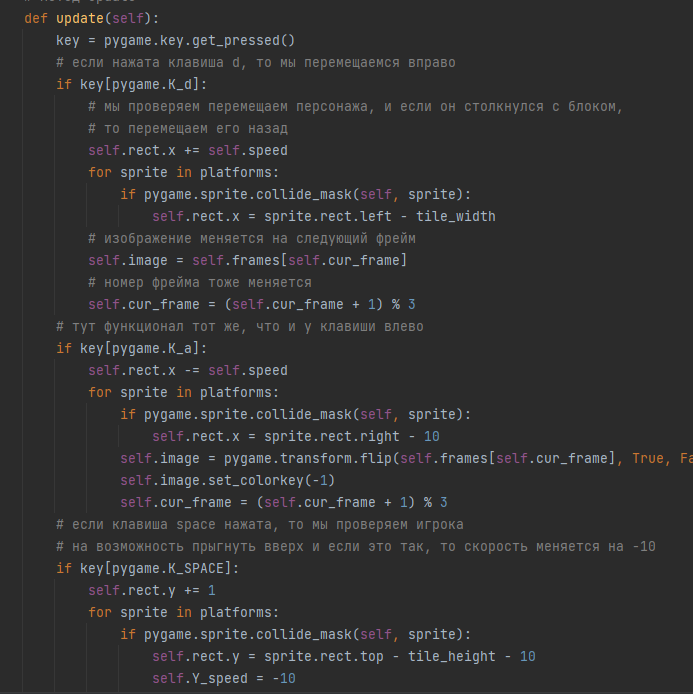 def update(self):
key = pygame.key.get_pressed()
# если нажата клавиша d, то мы перемещаемся вправо
if key[pygame.K_d]:
# мы проверяем перемещаем персонажа, и если он столкнулся с блоком,
# то перемещаем его назад
self.rect.x += self.speed
for sprite in platforms:
if pygame.sprite.collide_mask(self, sprite):
self.rect.x = sprite.rect.left - tile_width
# изображение меняется на следующий фрейм
self.image = self.frames[self.cur_frame]
# номер фрейма тоже меняется
self.cur_frame = (self.cur_frame + 1) % 3
# тут функционал тот же, что и у клавиши влево
if key[pygame.K_a]:
self.rect.x -= self.speed
for sprite in platforms:
if pygame.sprite.collide_mask(self, sprite):
self.rect.x = sprite.rect.right - 10
self.image = pygame.transform.flip(self.frames[self.cur_frame], True, Fa
self.image.set_colorkey(-1)
self.cur_frame = (self.cur_frame + 1) % 3
# если клавиша space нажата, то мы проверяем игрока
# на возможность прыгнуть вверх и если это так, то скорость меняется на -10
if key[pygame.K_SPACE]:
self.rect.y += 1
for sprite in platforms:
if pygame.sprite.collide_mask(self, sprite):
self.rect.y = sprite.rect.top - tile_height - 10
self.Y_speed = -10